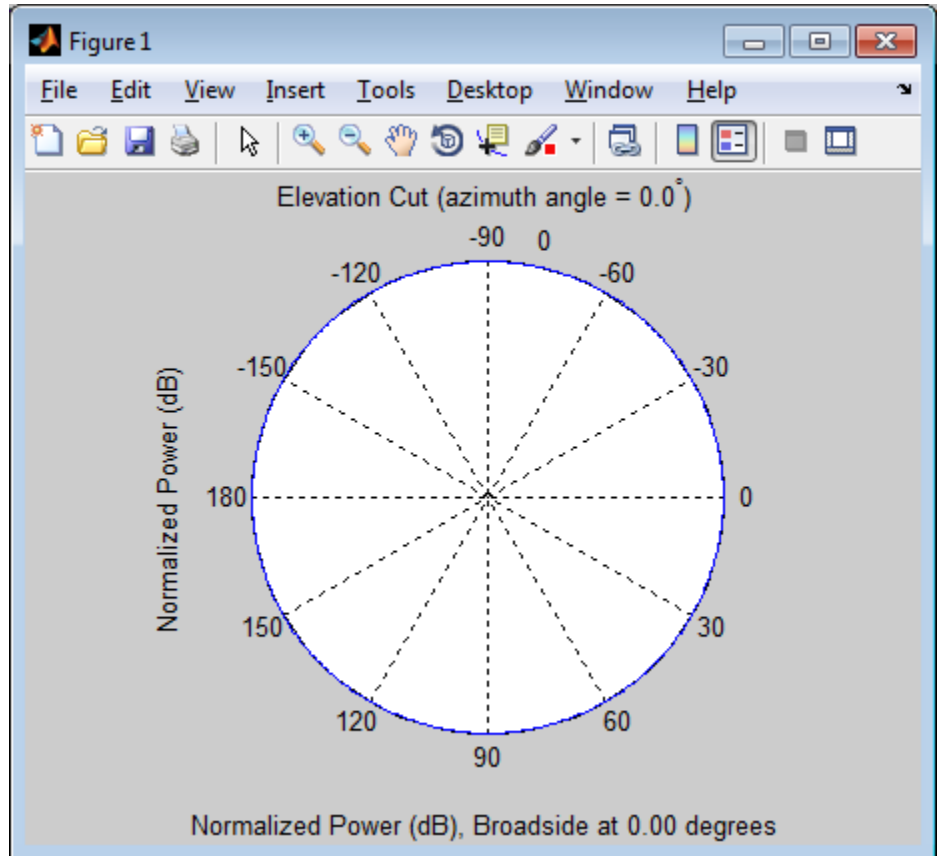 Figure 1
File Edit View Insert Tools Desktop Window Help
Elevation Cut (azimuth angle = 0.0°)
-90 0
-120 -60
-150 -30
Normalized Power (dB)
180 0
150 30
120 60
90
Normalized Power (dB), Broadside at 0.00 degrees